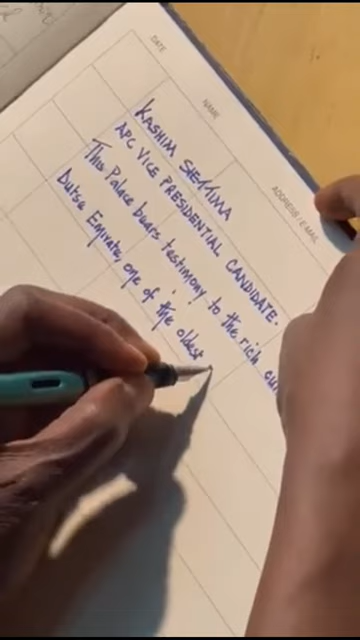 DATE
NAME
ADDRESS / E-MAIL
KASHIM SHETTIMA
APC VICE PRESIDENTIAL CANDIDATE.
This Palace bears testimony to the rich
Dutse Emirate, one of the oldest